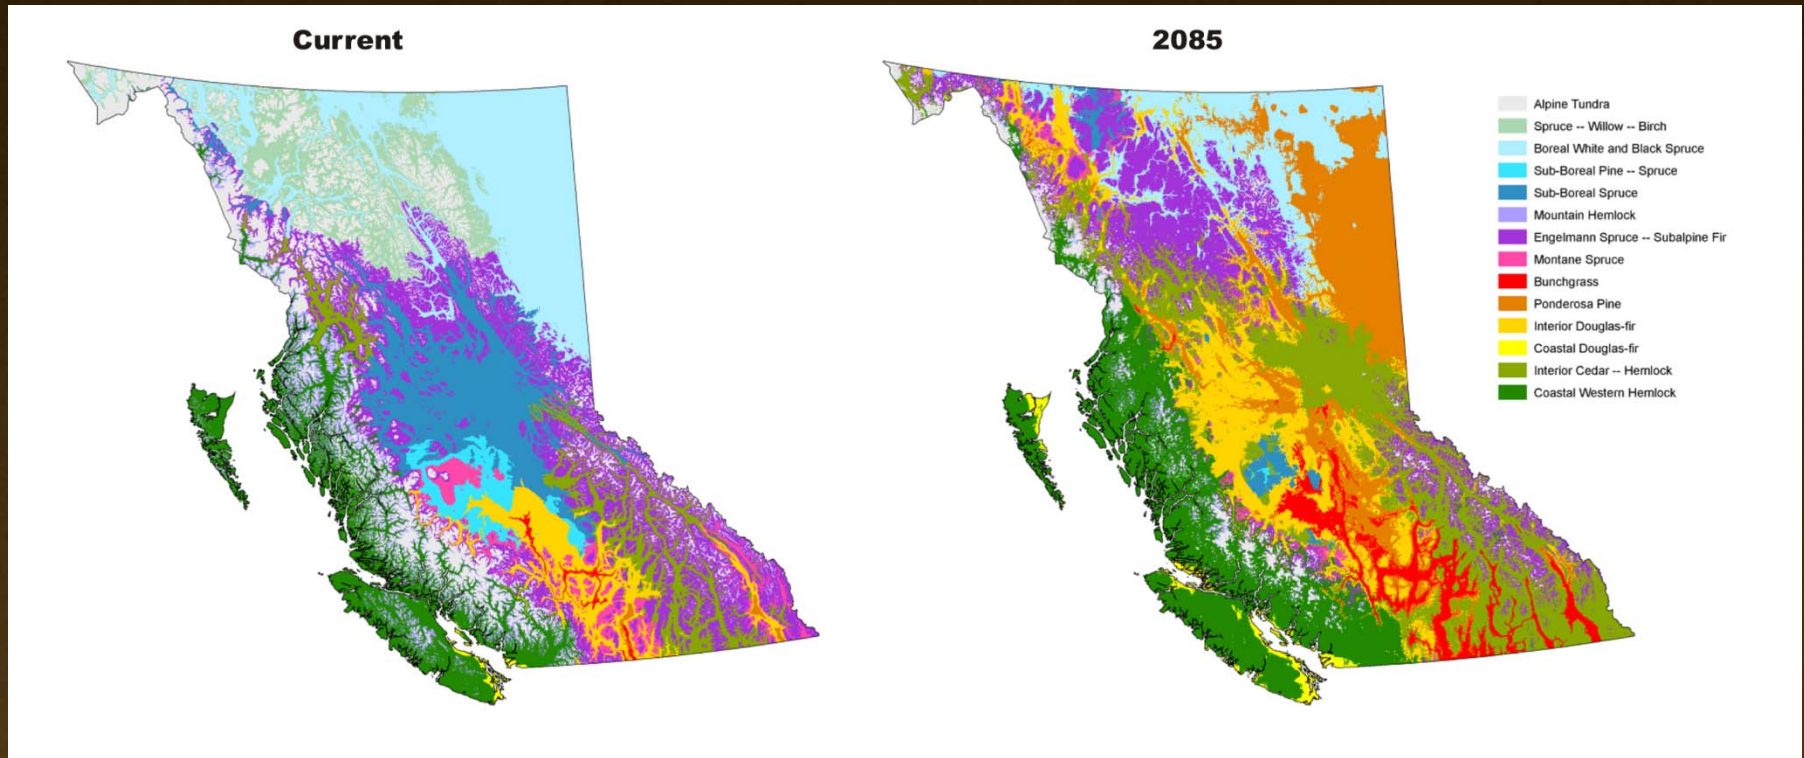 Current
2085
Alpine Tundra
Spruce -- Willow -- Birch
Boreal White and Black Spruce
Sub-Boreal Pine -- Spruce
Sub-Boreal Spruce
Mountain Hemlock
Engelmann Spruce -- Subalpine Fir
Montane Spruce
Bunchgrass
Ponderosa Pine
Interior Douglas-fir
Coastal Douglas-fir
Interior Cedar -- Hemlock
Coastal Western Hemlock